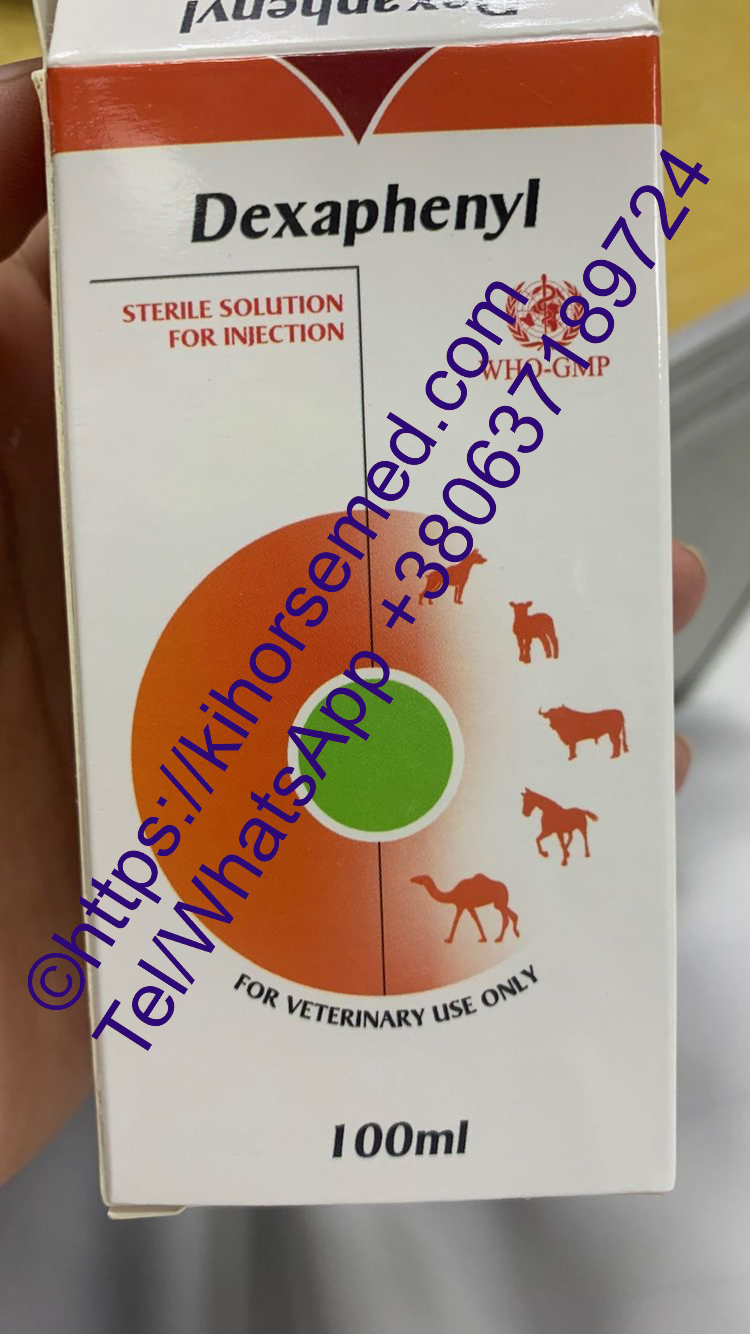 Dexaphenyl
Dexaphenyl
STERILE SOLUTION
FOR INJECTION
WHO-GMP
©https://kihorsemed.com
Tel/WhatsApp +380637189724
FOR VETERINARY USE ONLY
100ml